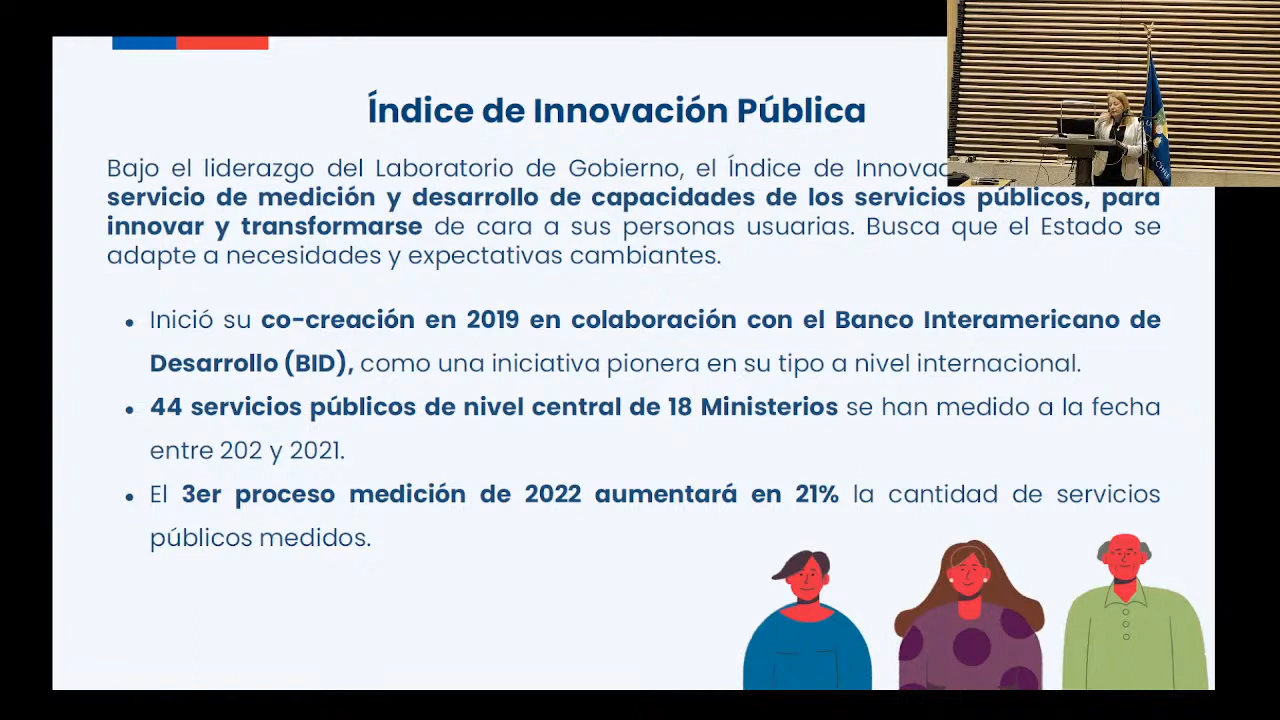 Índice de Innovación Pública
Bajo el liderazgo del Laboratorio de Gobierno, el Índice de
servicio de medición y desarrollo de capacidades de los servicios públicos, para
innovar y transformarse de cara a sus personas usuarias. Busca que el Estado se
adapte a necesidades y expectativas cambiantes.
• Inició su co-creación en 2019 en colaboración con el Banco Interamericano de
Desarrollo (BID), como una iniciativa pionera en su tipo a nivel internacional.
• 44 servicios públicos de nivel central de 18 Ministerios se han medido a la fecha
entre 202 y 2021.
• El 3er proceso medición de 2022 aumentará en 21% la cantidad de servicios
públicos medidos.